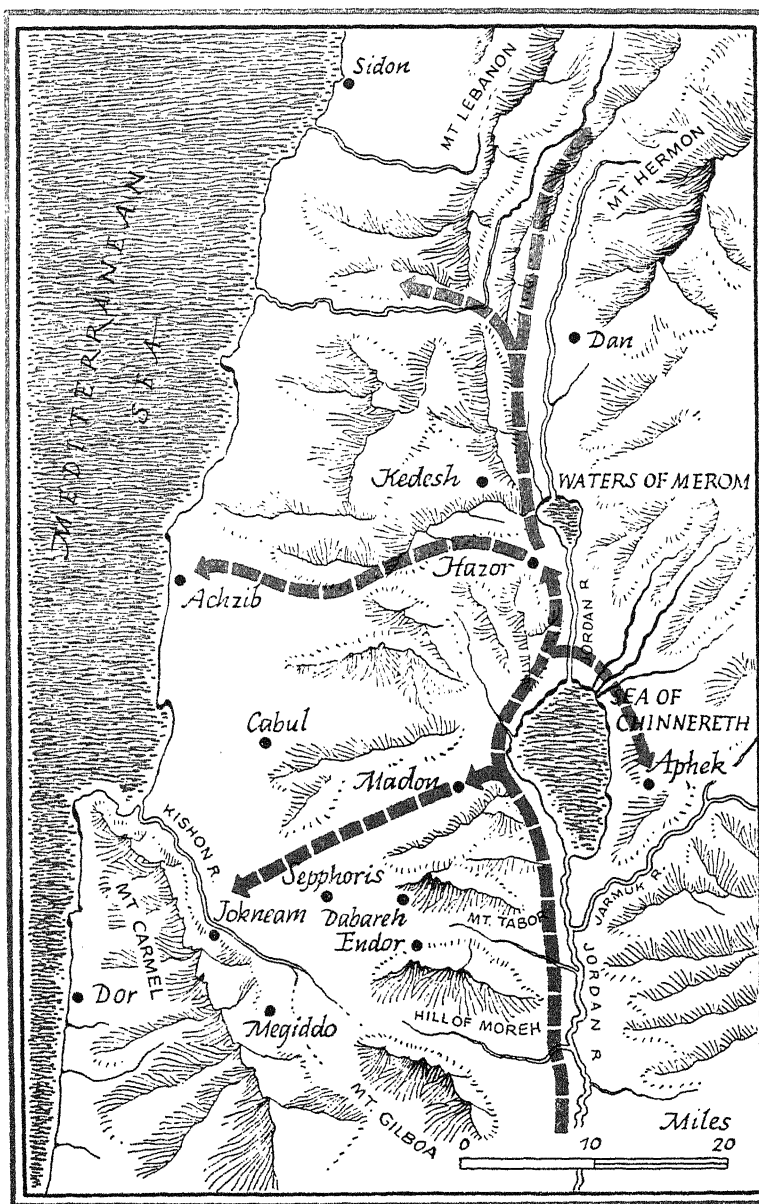 Sidon
MT LEBANON
MT. HERMON
MEDITERRANEAN
SEA
Dan
Kedesh
WATERS OF MEROM
Hazor
Achzib
JORDAN R
SEA OF
CHINNERETH
Cabul
Aphek
Madon
KISHON R.
Sepphoris
JARMUK R.
Jokneam
Dabareh
MT. TABOR
MT CARMEL
Endor
JORDAN R
Dor
Megiddo
HILL OF MOREH
MT. GILBOA
Miles
0 10 20